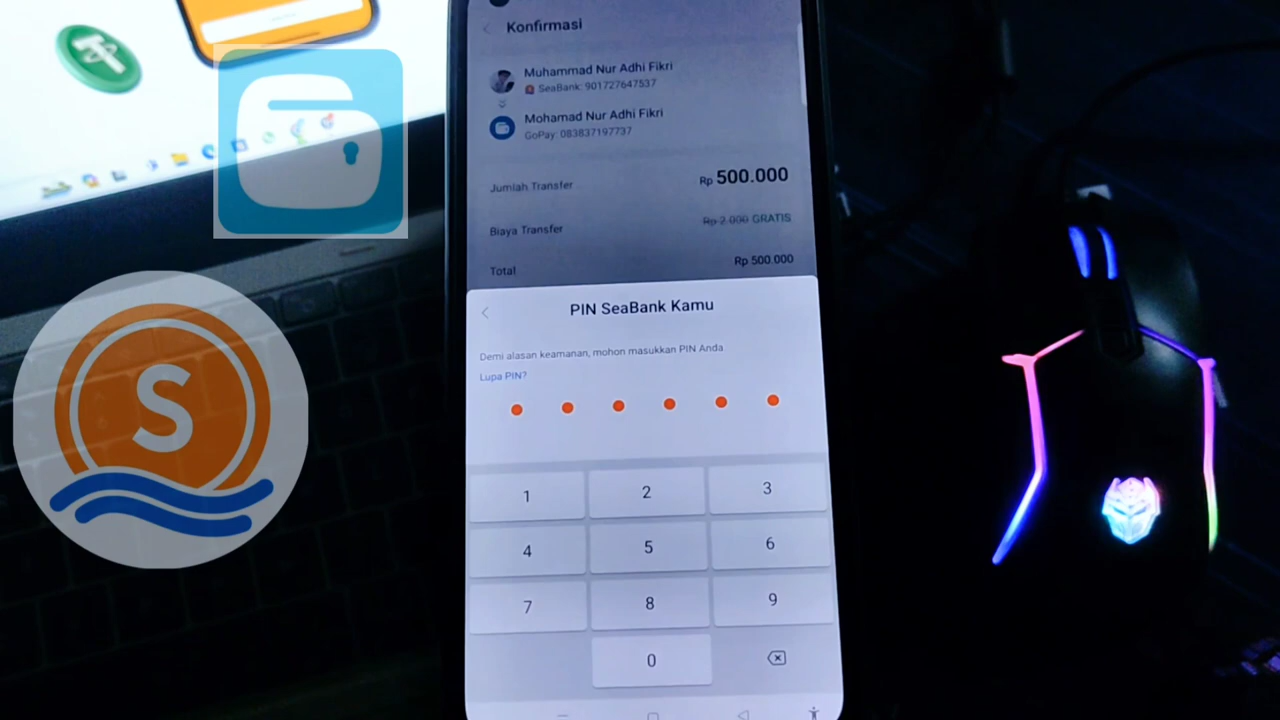 Konfirmasi
Muhammad Nur Adhi Fikri
SeaBank: 901727647537
Mohamad Nur Adhi Fikri
GoPay: 083837197737
Jumlah Transfer
Rp 500.000
Biaya Transfer
Rp 2.000 GRATIS
Total
Rp 500.000
PIN SeaBank Kamu
Demi alasan keamanan, mohon masukkan PIN Anda
Lupa PIN?
1 2 3
4 5 6
7 8 9
0
S